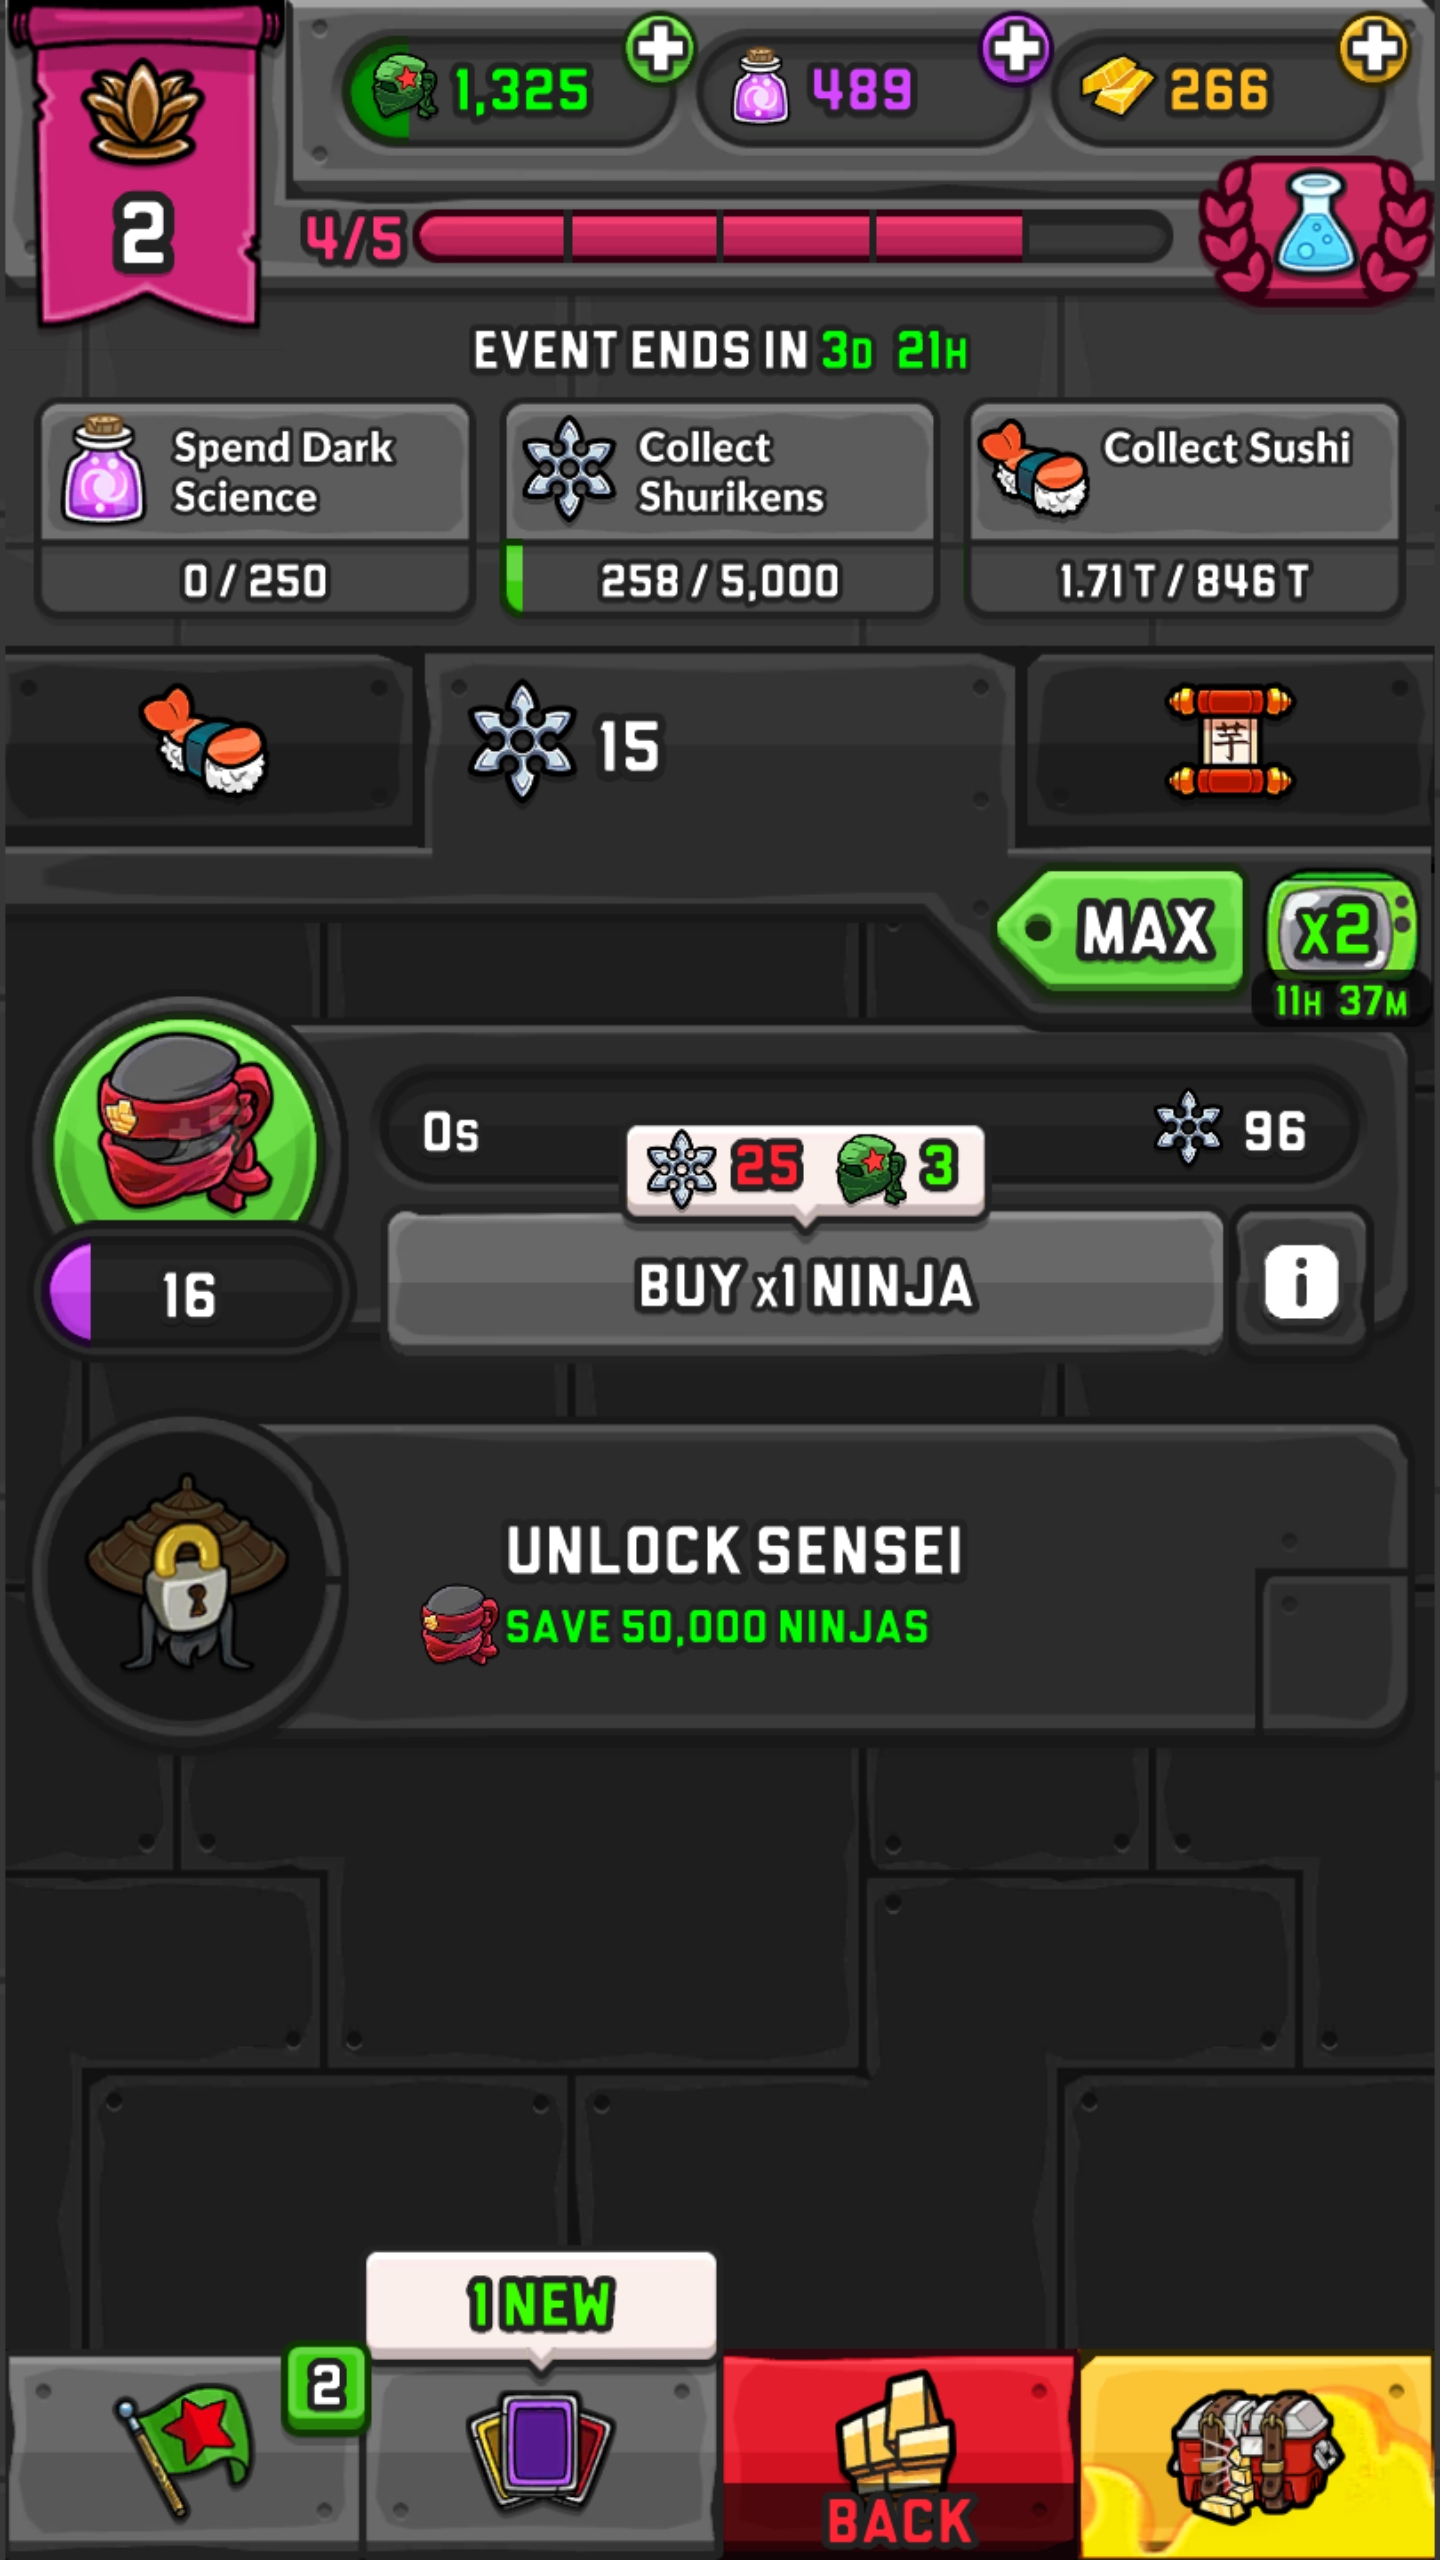 1,325
489
266
2
4/5
EVENT ENDS IN 3D 21H
Spend Dark
Science
0 / 250
Collect
Shurikens
258 / 5,000
Collect Sushi
1.71 T / 846 T
15
芋
MAX
x2
11H 37M
0s
96
25
3
16
BUY x1 NINJA
i
UNLOCK SENSEI
SAVE 50,000 NINJAS
1 NEW
2
BACK